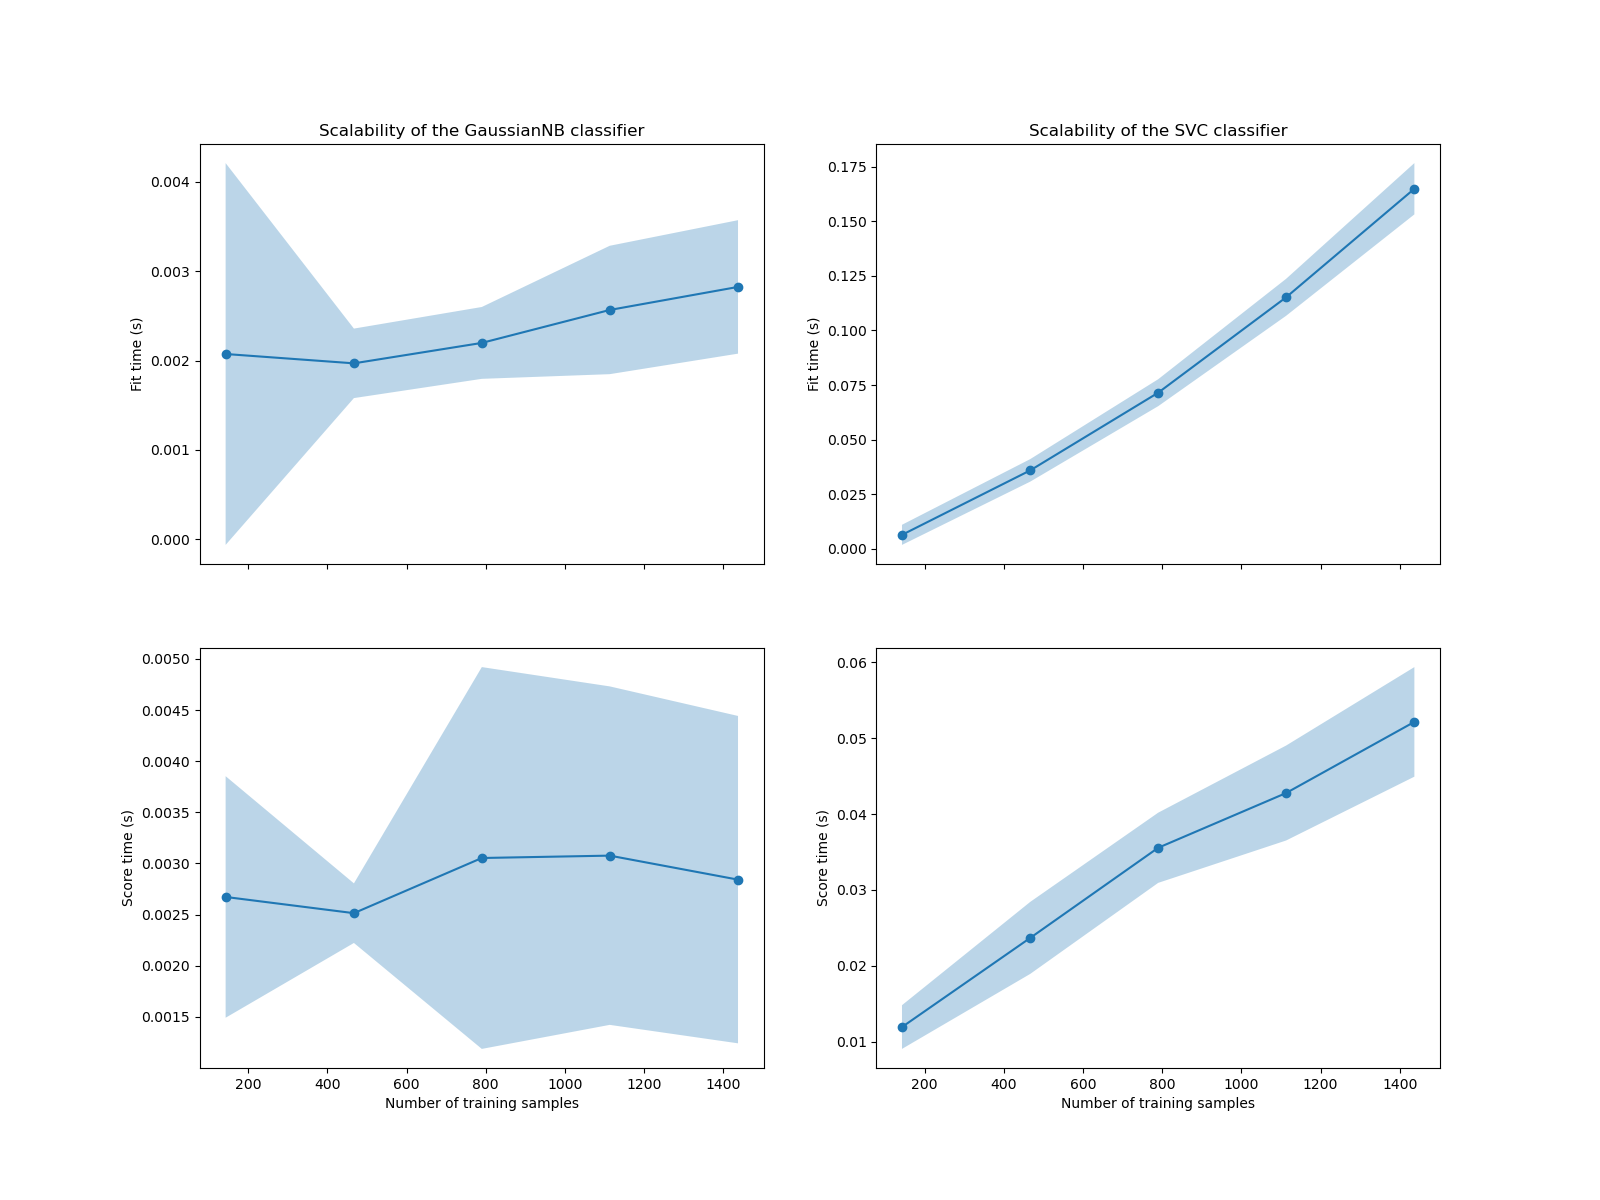 Scalability of the GaussianNB classifier
0.004
0.003
0.002
0.001
0.000
Fit time (s)
Scalability of the SVC classifier
0.175
0.150
0.125
0.100
0.075
0.050
0.025
0.000
Fit time (s)
0.0050
0.0045
0.0040
0.0035
0.0030
0.0025
0.0020
0.0015
Score time (s)
200 400 600 800 1000 1200 1400
Number of training samples
0.06
0.05
0.04
0.03
0.02
0.01
Score time (s)
200 400 600 800 1000 1200 1400
Number of training samples